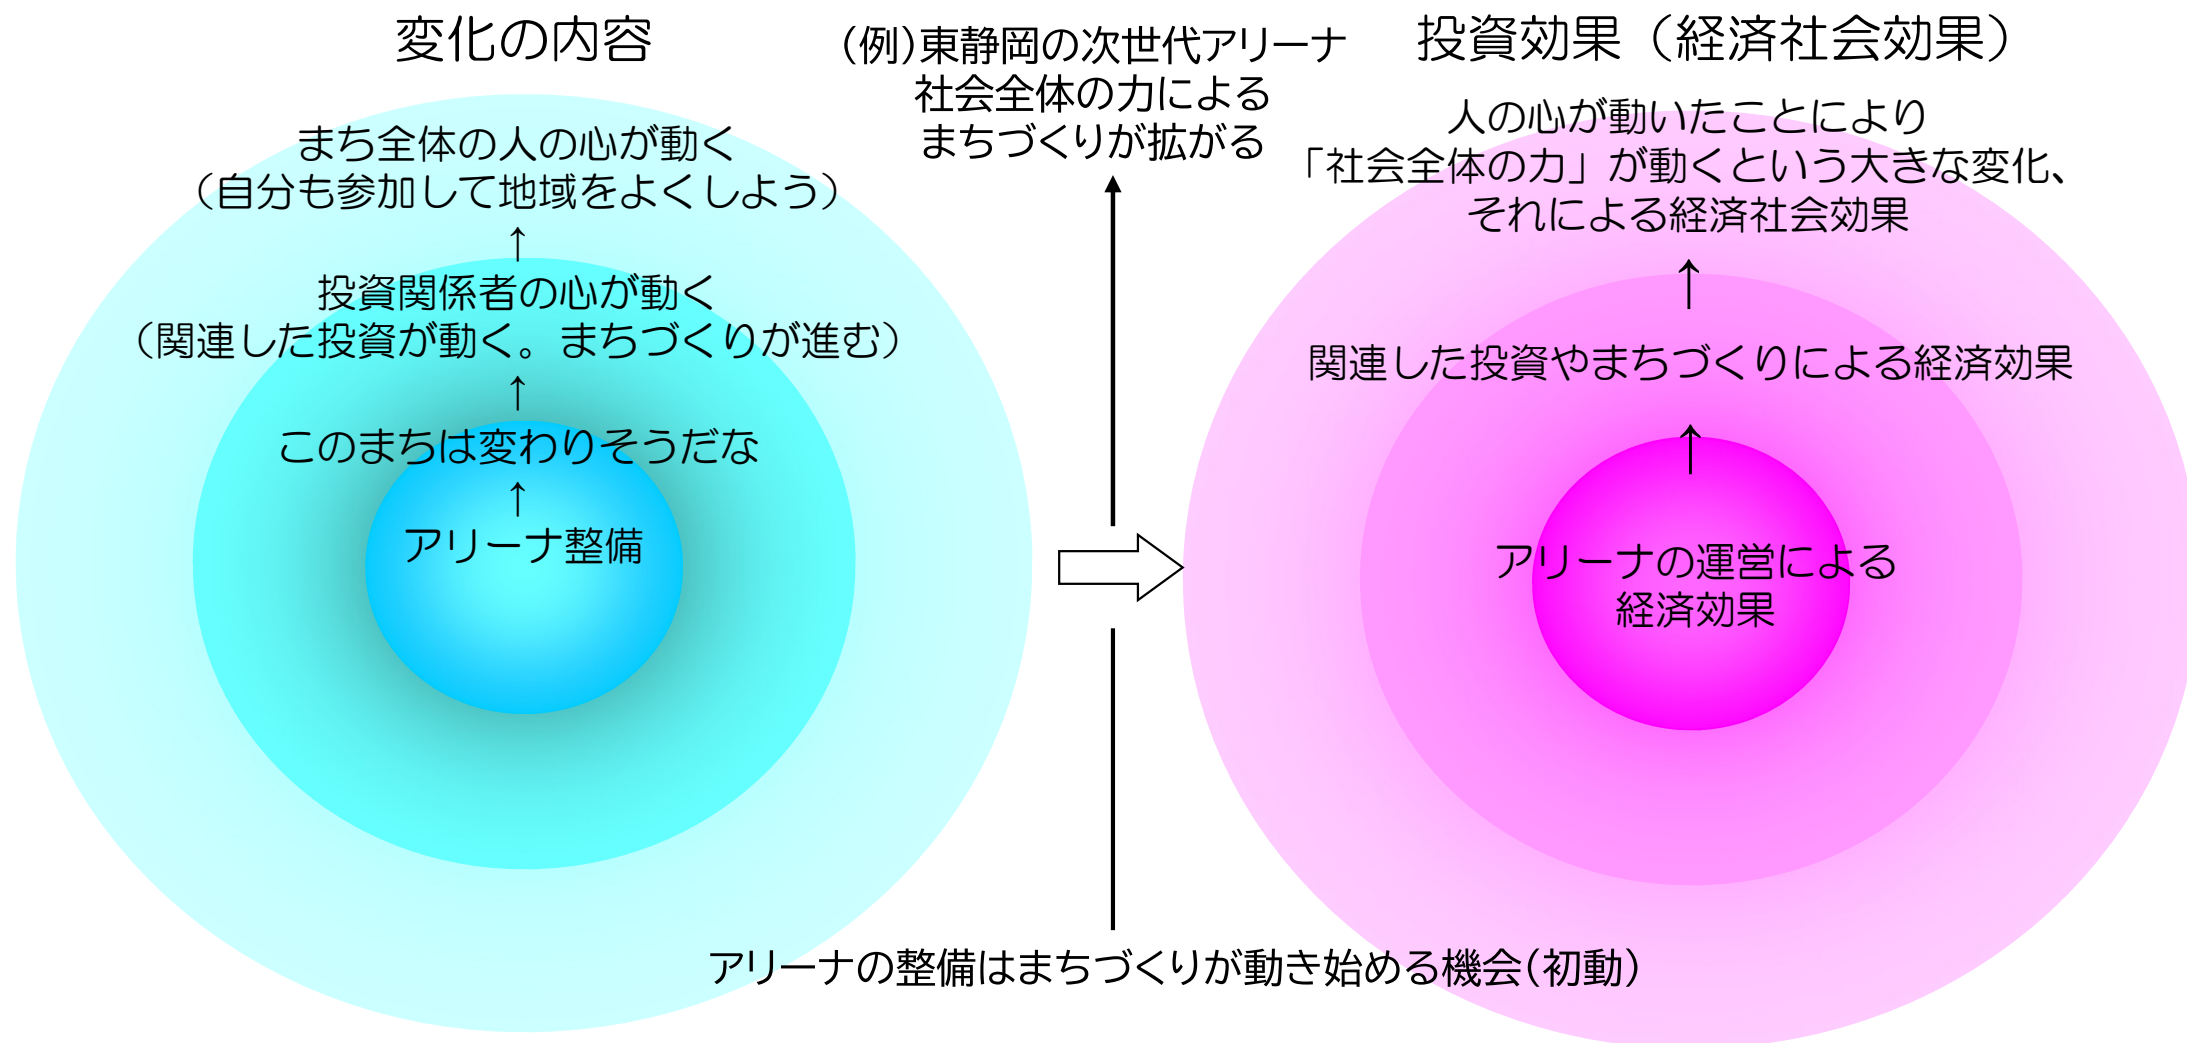 変化の内容
まち全体の人の心が動く
（自分も参加して地域をよくしよう）
↑
投資関係者の心が動く
（関連した投資が動く。まちづくりが進む）
↑
このまちは変わりそうだな
↑
アリーナ整備
(例)東静岡の次世代アリーナ
社会全体の力による
まちづくりが拡がる
アリーナの整備はまちづくりが動き始める機会(初動)
投資効果（経済社会効果）
人の心が動いたことにより
「社会全体の力」が動くという大きな変化、
それによる経済社会効果
↑
関連した投資やまちづくりによる経済効果
↑
アリーナの運営による
経済効果